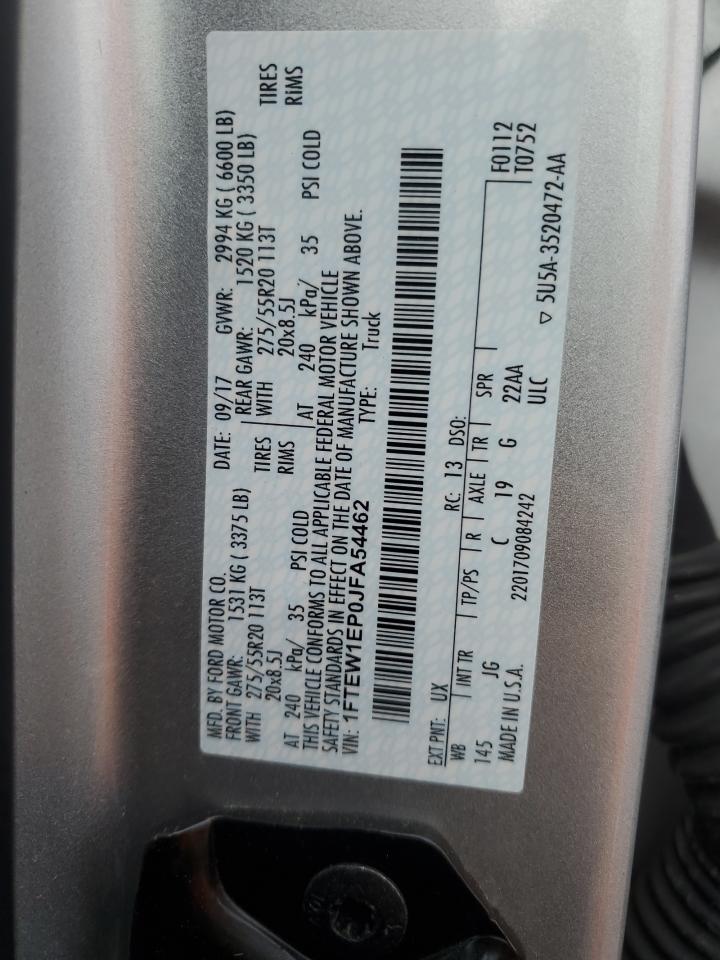 MFD. BY FORD MOTOR CO.
DATE: 09/17 GVWR: 2994 KG ( 6600 LB)
FRONT GAWR: 1531 KG ( 3375 LB) REAR GAWR: 1520 KG ( 3350 LB)
WITH 275/55R20 113T TIRES WITH 275/55R20 113T TIRES
20x8.5J RIMS 20x8.5J RiMS
AT 240 kPa/ 35 PSI COLD AT 240 kPa/ 35 PSI COLD
THIS VEHICLE CONFORMS TO ALL APPLICABLE FEDERAL MOTOR VEHICLE
SAFETY STANDARDS IN EFFECT ON THE DATE OF MANUFACTURE SHOWN ABOVE.
VIN: 1FTEW1EP0JFA54462 TYPE: Truck
F0112
T0752
EXT PNT: UX RC: 13 DSO:
WB INT TR TP/PS R AXLE TR SPR
145 JG C 19 G 22AA
MADE IN U.S.A. 2201709084242 ULC
▽ 5U5A-3520472-AA